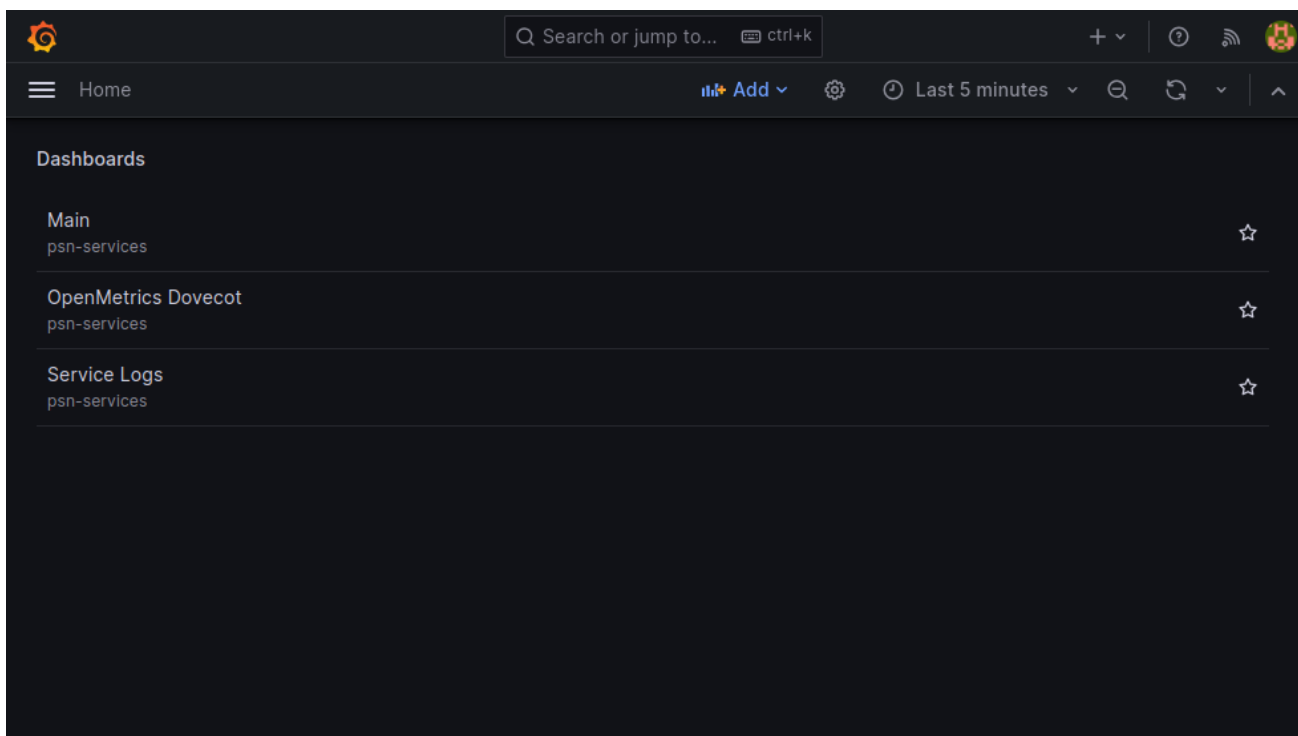 Search or jump to... ctrl+k
Home Add Last 5 minutes
Dashboards
Main
psn-services
OpenMetrics Dovecot
psn-services
Service Logs
psn-services